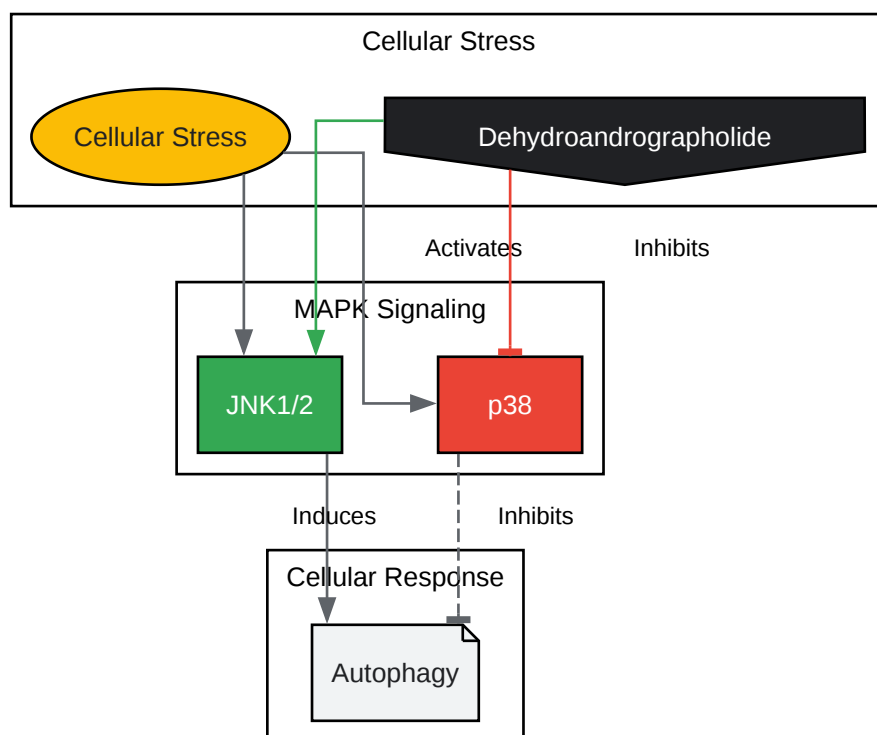 Cellular Stress
Cellular Stress
Dehydroandrographolide
Activates
Inhibits
MAPK Signaling
JNK1/2
p38
Induces
Inhibits
Cellular Response
Autophagy